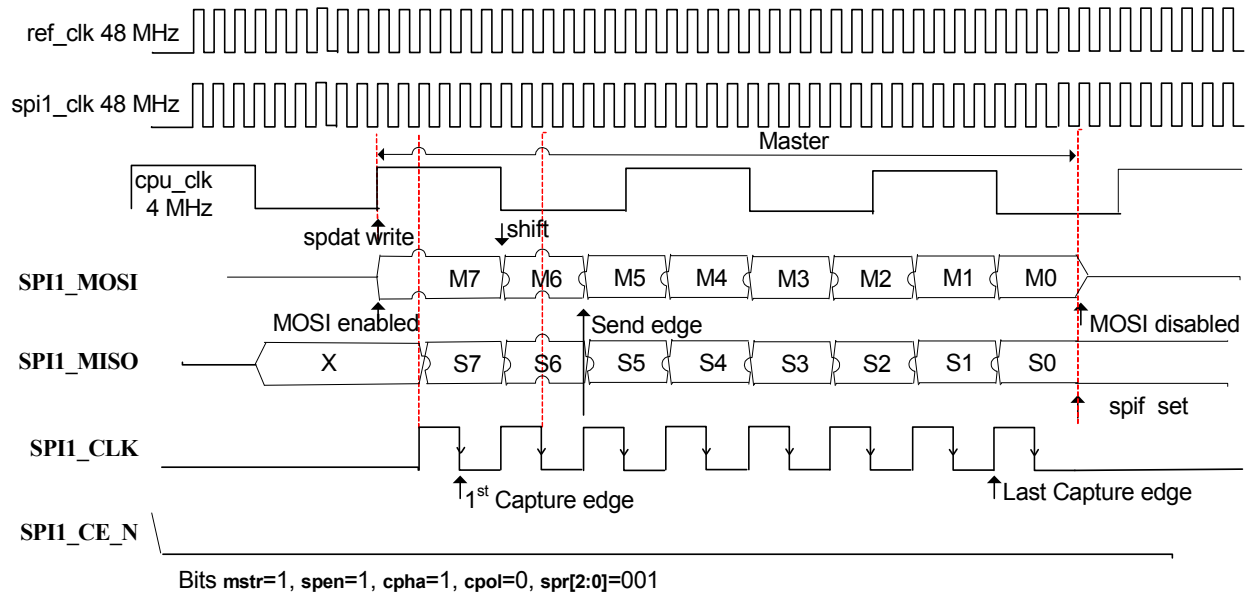 ref_clk 48 MHz
spi1_clk 48 MHz
Master
cpu_clk
4 MHz
spdat write
shift
SPI1_MOSI
M7 M6 M5 M4 M3 M2 M1 M0
MOSI enabled
Send edge
MOSI disabled
SPI1_MISO
X S7 S6 S5 S4 S3 S2 S1 S0
spif set
SPI1_CLK
1st Capture edge
Last Capture edge
SPI1_CE_N
Bits mstr=1, spen=1, cpha=1, cpol=0, spr[2:0]=001